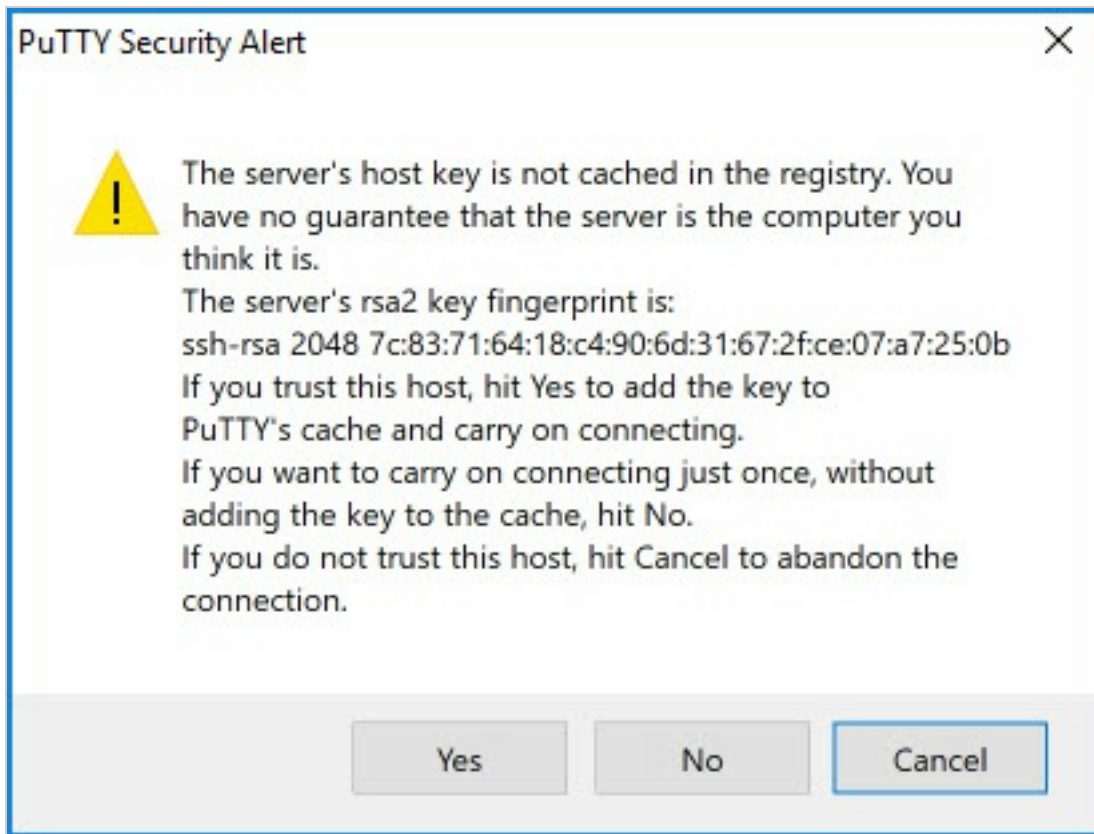 PuTTY Security Alert
The server's host key is not cached in the registry. You
have no guarantee that the server is the computer you
think it is.
The server's rsa2 key fingerprint is:
ssh-rsa 2048 7c:83:71:64:18:c4:90:6d:31:67:2f:ce:07:a7:25:0b
If you trust this host, hit Yes to add the key to
PuTTY's cache and carry on connecting.
If you want to carry on connecting just once, without
adding the key to the cache, hit No.
If you do not trust this host, hit Cancel to abandon the
connection.
Yes No Cancel